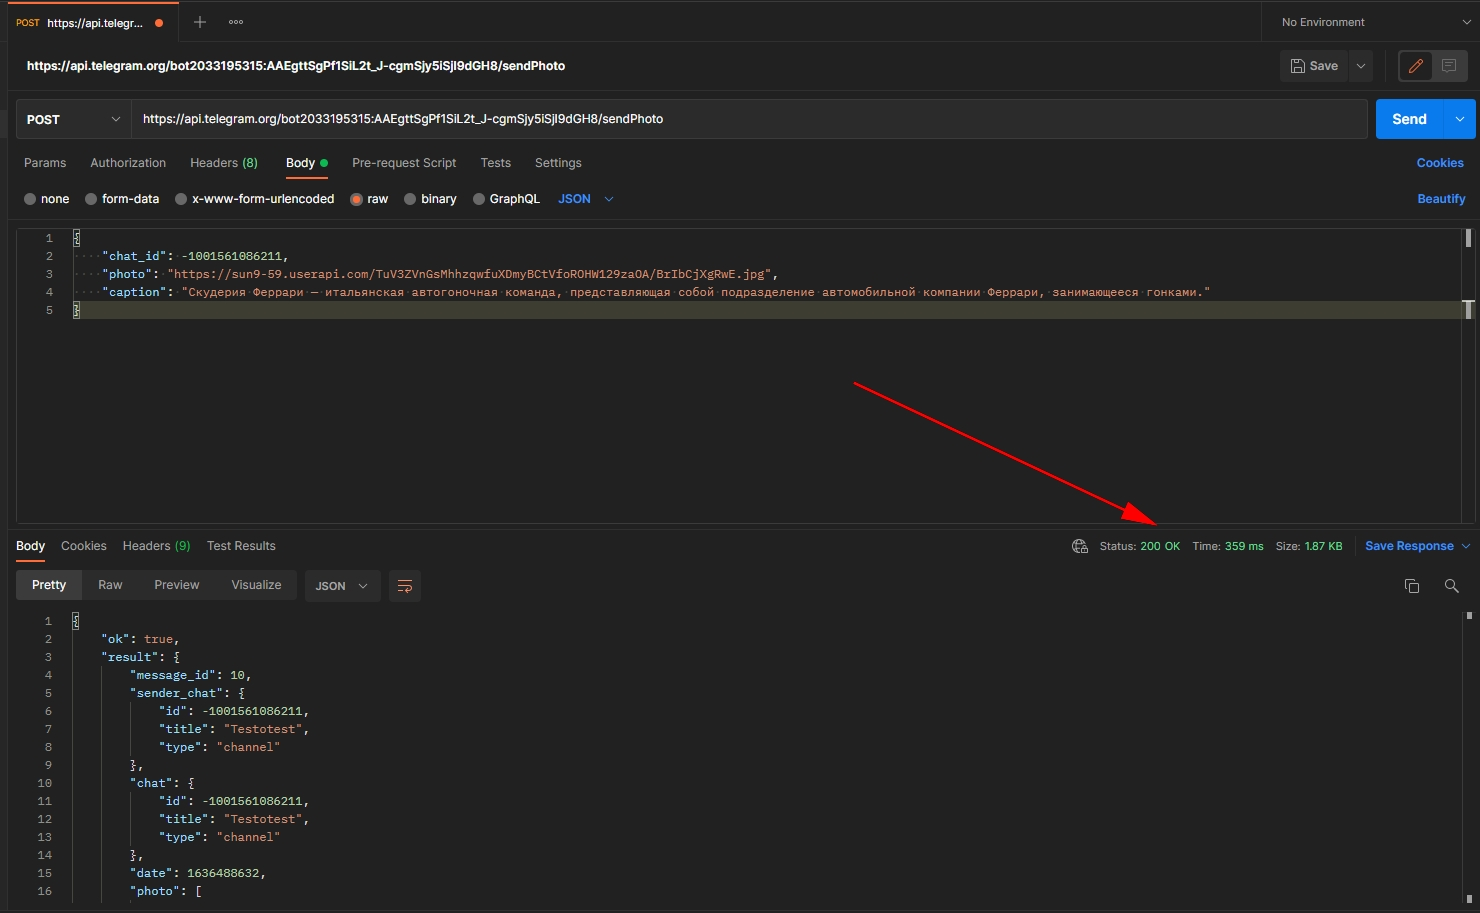 POST https://api.telegr...
No Environment
https://api.telegram.org/bot2033195315:AAEgttSgPf1SiL2t_J-cgmSjy5iSjI9dGH8/sendPhoto
Save
POST https://api.telegram.org/bot2033195315:AAEgttSgPf1SiL2t_J-cgmSjy5iSjI9dGH8/sendPhoto
Send
Params Authorization Headers (8) Body Pre-request Script Tests Settings Cookies
none form-data x-www-form-urlencoded raw binary GraphQL JSON Beautify
1 {
2 "chat_id": -1001561086211,
3 "photo": "https://sun9-59.userapi.com/TuV3ZVnGsMhhzqwfuXDmyBCtVfoROHW129zaOA/BrIbCjXgRwE.jpg",
4 "caption": "Скудерия Феррари — итальянская автогоночная команда, представляющая собой подразделение автомобильной компании Феррари, занимающееся гонками."
5 }
Body Cookies Headers (9) Test Results Status: 200 OK Time: 359 ms Size: 1.87 KB Save Response
Pretty Raw Preview Visualize JSON
1 {
2 "ok": true,
3 "result": {
4 "message_id": 10,
5 "sender_chat": {
6 "id": -1001561086211,
7 "title": "Testotest",
8 "type": "channel"
9 },
10 "chat": {
11 "id": -1001561086211,
12 "title": "Testotest",
13 "type": "channel"
14 },
15 "date": 1636488632,
16 "photo": [